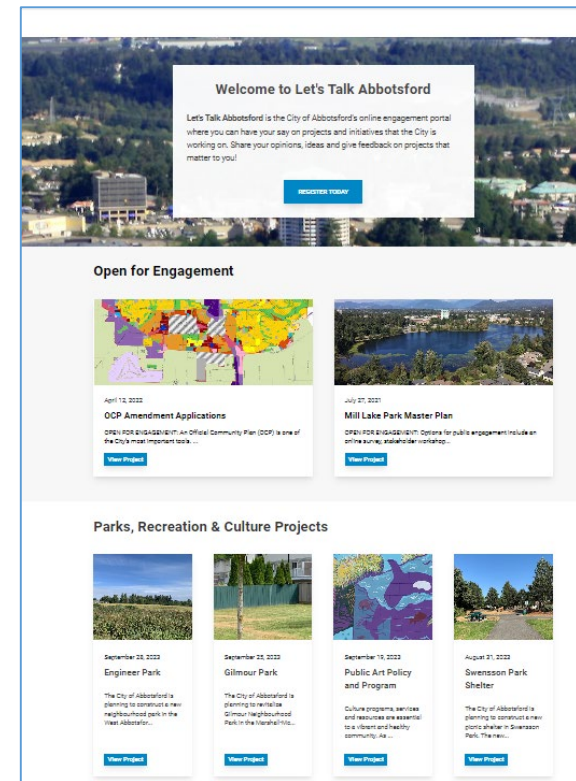 Welcome to Let's Talk Abbotsford
Let's Talk Abbotsford is the City of Abbotsford's online engagement portal
where you can have your say on projects and initiatives that the City is
working on. Share your opinions, ideas and give feedback on projects that
matter to you!
REGISTER TODAY
Open for Engagement
April 12, 2022
OCP Amendment Applications
OPEN FOR ENGAGEMENT: An Official Community Plan (OCP) is one of
the City's most important tools. ...
View Project
July 27, 2021
Mill Lake Park Master Plan
OPEN FOR ENGAGEMENT: Options for public engagement include an
online survey, stakeholder workshop...
View Project
Parks, Recreation & Culture Projects
September 28, 2023
Engineer Park
The City of Abbotsford is
planning to construct a new
neighbourhood park in the
West Abbotsfor...
View Project
September 25, 2023
Gilmour Park
The City of Abbotsford is
planning to revitalise
Gilmour Neighbourhood
Park in the Marshall-Mc...
View Project
September 19, 2023
Public Art Policy
and Program
Culture programs, services
and resources are essential
to a vibrant and healthy
community. As ...
View Project
August 31, 2023
Swensson Park
Shelter
The City of Abbotsford is
planning to construct a new
picnic shelter in Swensson
Park. The new...
View Project